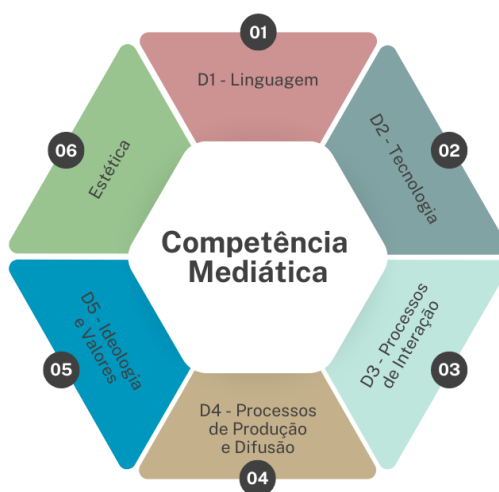 01
D1 - Linguagem
02
D2 - Tecnologia
03
D3 - Processos
de Interação
04
D4 - Processos
de Produção
e Difusão
05
D5 - Ideologia
e Valores
06
Estética
Competência
Mediática